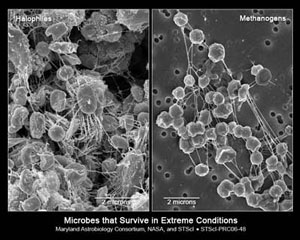 Halophiles
Methanogens
2 microns
2 microns
Microbes that Survive in Extreme Conditions
Maryland Astrobiology Consortium, NASA, and STScI • STScI-PRC06-48